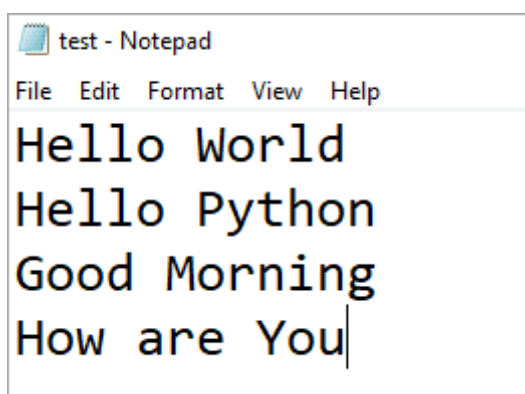 test - Notepad
File Edit Format View Help
Hello World
Hello Python
Good Morning
How are You